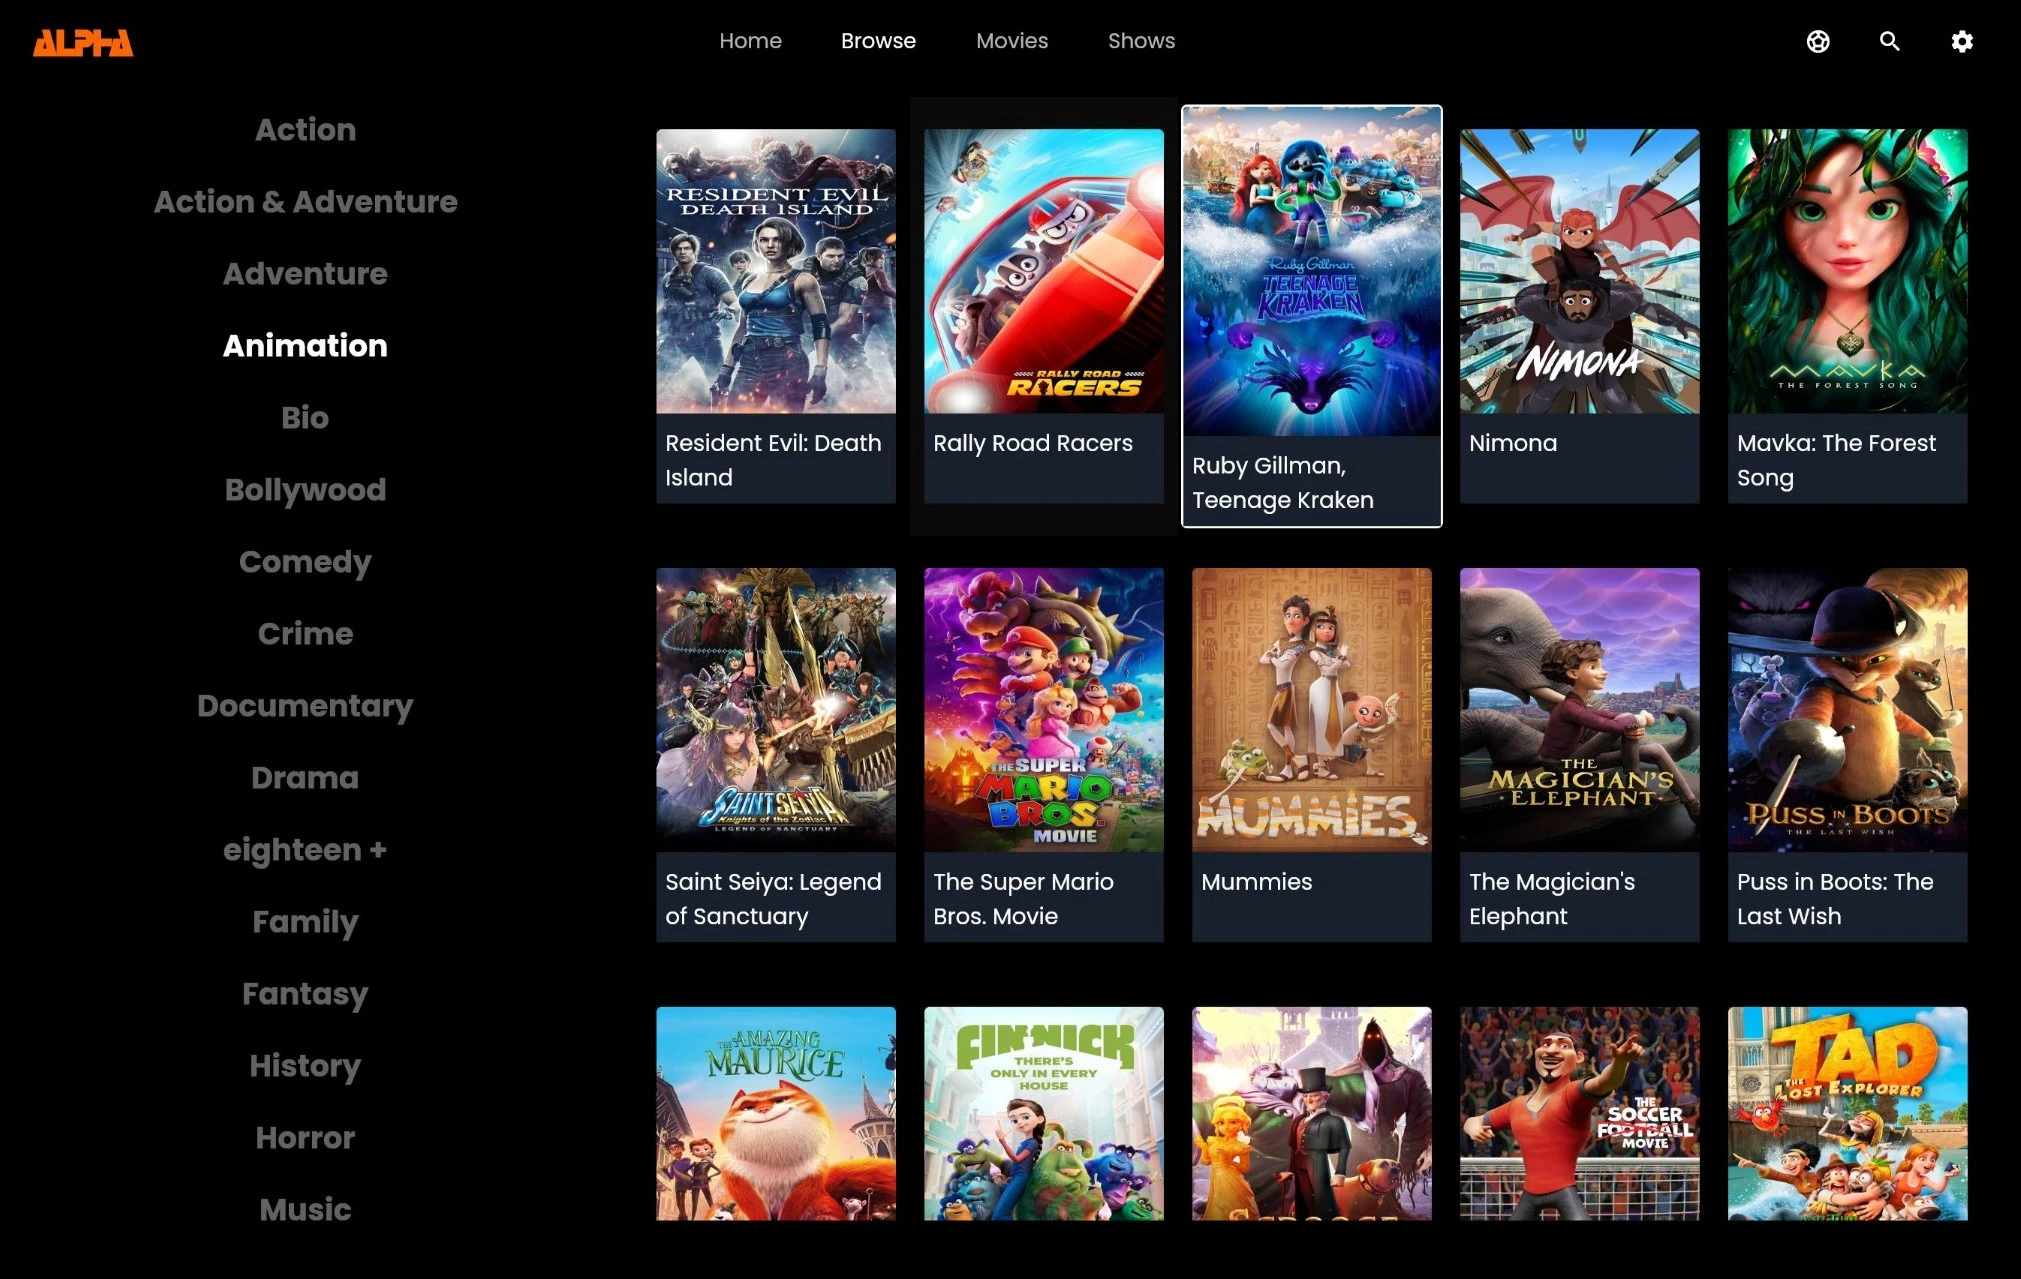 ALPHA
Home
Browse
Movies
Shows
Action
Action & Adventure
Adventure
Animation
Bio
Bollywood
Comedy
Crime
Documentary
Drama
eighteen +
Family
Fantasy
History
Horror
Music
RESIDENT EVIL
DEATH ISLAND
Resident Evil: Death
Island
RALLY ROAD
RACERS
Rally Road Racers
Ruby Gillman
TEENAGE
KRAKEN
Ruby Gillman,
Teenage Kraken
NIMONA
Nimona
MAVKA
THE FOREST SONG
Mavka: The Forest
Song
SAINT SEIYA
Knights of the Zodiac
LEGEND OF SANCTUARY
Saint Seiya: Legend
of Sanctuary
THE SUPER
MARIO
BROS.
MOVIE
The Super Mario
Bros. Movie
MUMMIES
Mummies
THE
MAGICIAN'S
ELEPHANT
The Magician's
Elephant
PUSS IN BOOTS
THE LAST WISH
Puss in Boots: The
Last Wish
THE AMAZING
MAURICE
FINNICK
THERE'S
ONLY IN EVERY
HOUSE
SCROOGE
THE
SOCCER
FOOTBALL
MOVIE
TAD
THE LOST EXPLORER